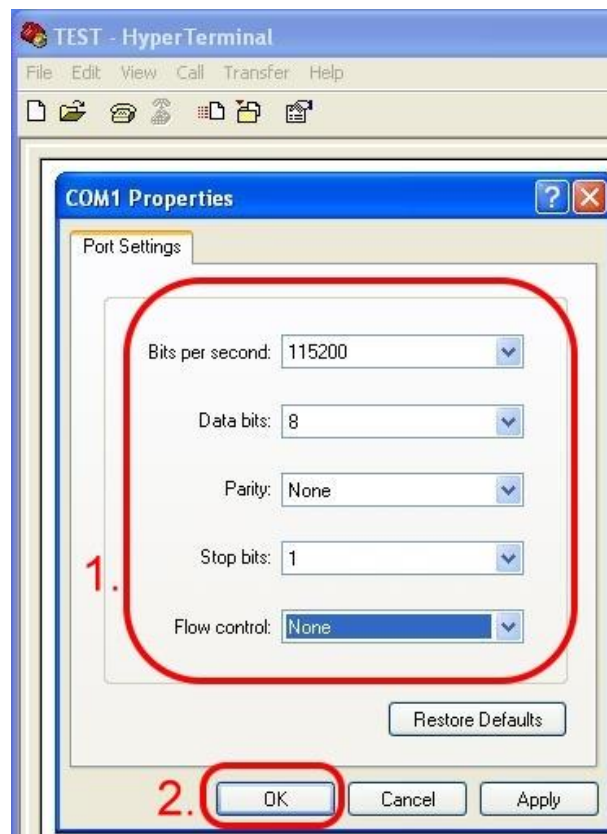 TEST - HyperTerminal
File Edit View Call Transfer Help
COM1 Properties
Port Settings
Bits per second: 115200
Data bits: 8
Parity: None
Stop bits: 1
1.
Flow control: None
Restore Defaults
2. OK Cancel Apply